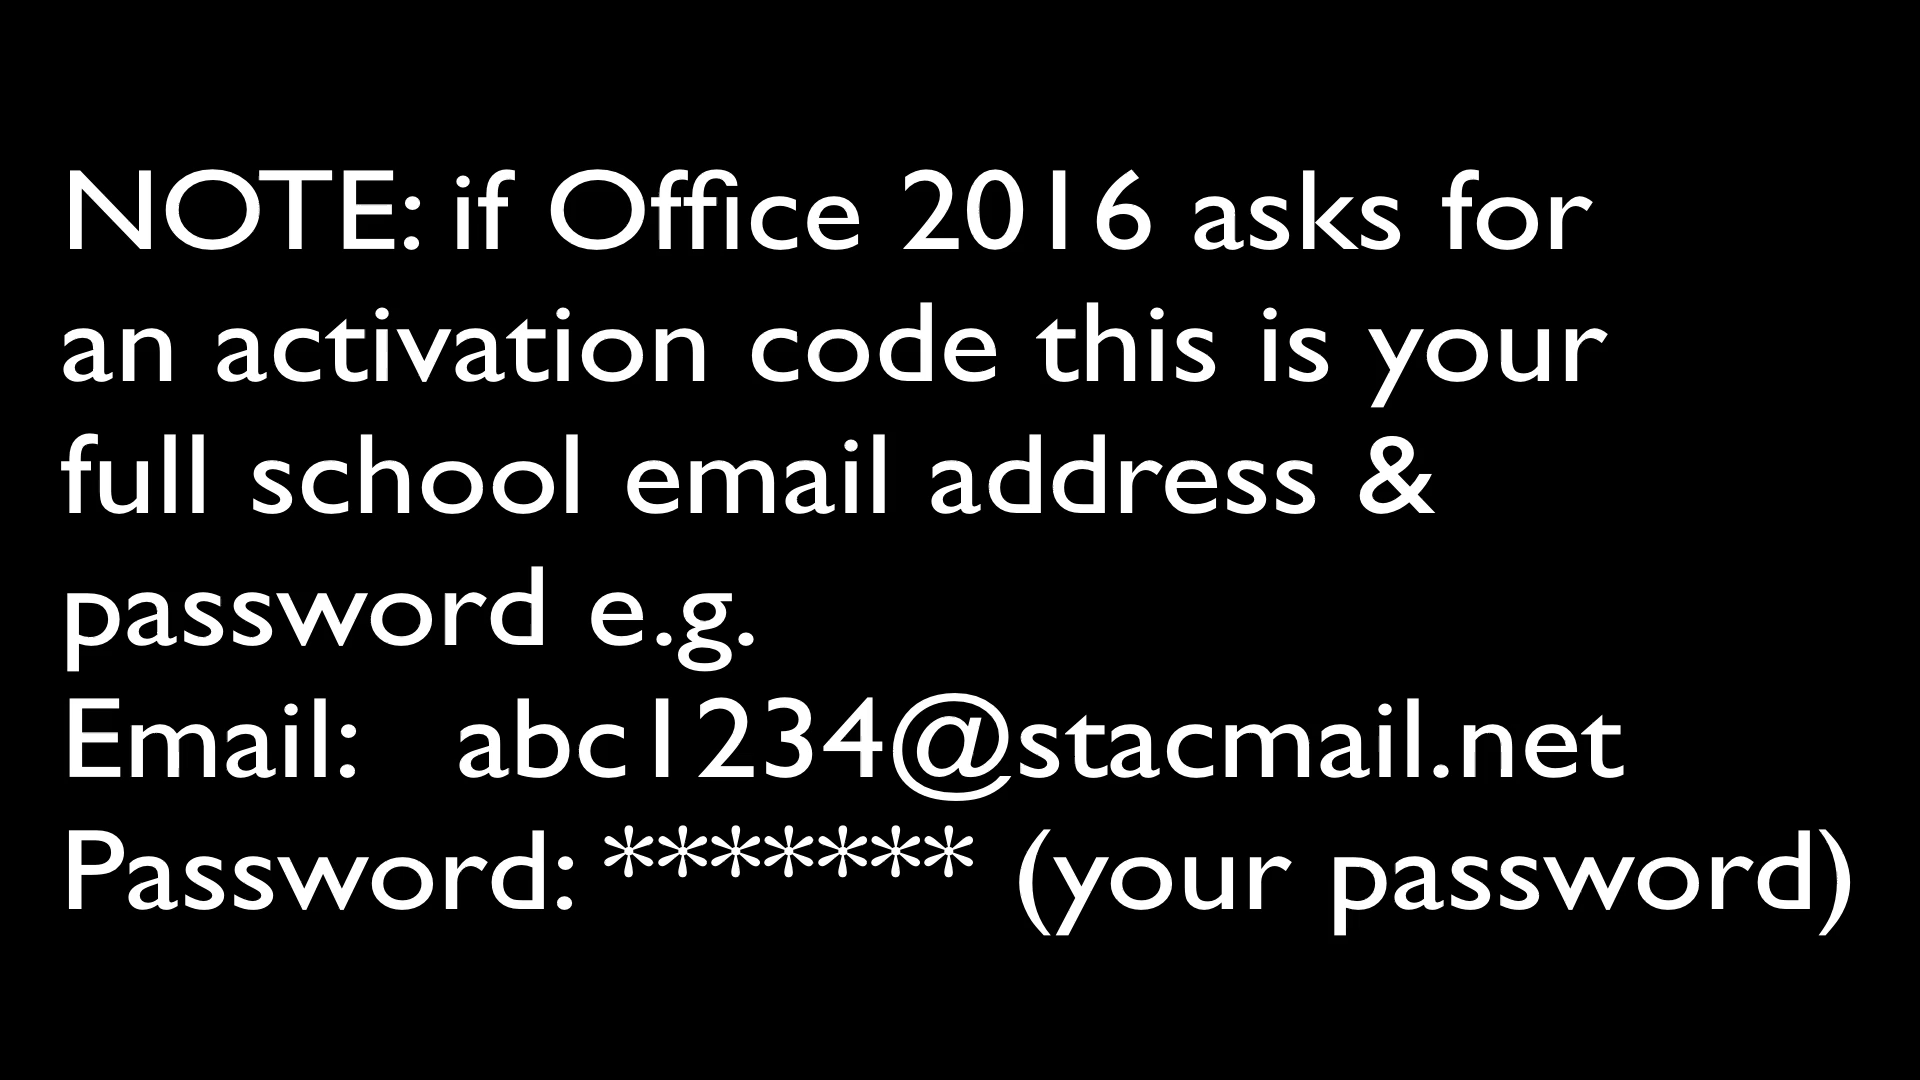 NOTE: if Office 2016 asks for
an activation code this is your
full school email address &
password e.g.
Email: abc1234@stacmail.net
Password: ******* (your password)